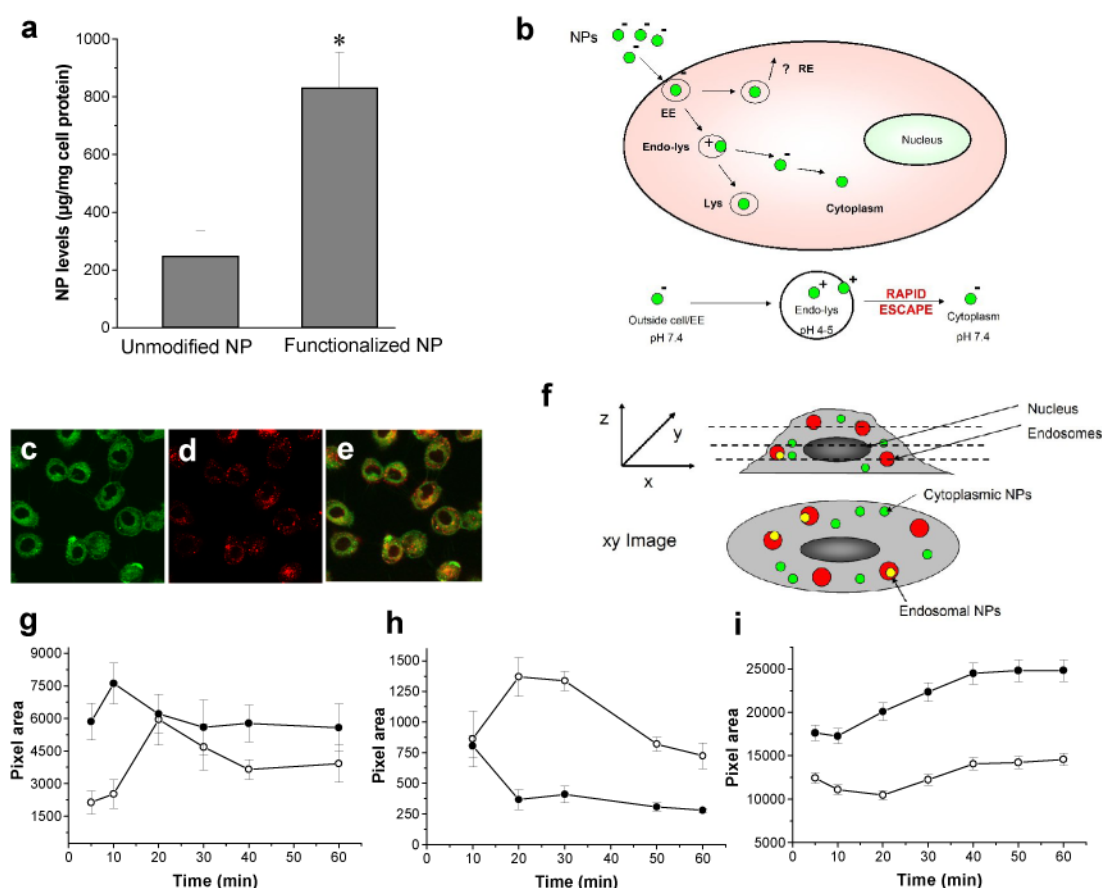 a
1000
800
600
400
200
0
NP levels (µg/mg cell protein)
*
Unmodified NP
Functionalized NP
b
NPs
-
- -
-
-
-
? RE
EE
Endo-lys
+
-
Lys
Cytoplasm
Nucleus
-
Outside cell/EE
pH 7.4
+
+
Endo-lys
pH 4-5
RAPID
ESCAPE
-
Cytoplasm
pH 7.4
c
d
e
f
z
y
x
Nucleus
Endosomes
xy Image
Cytoplasmic NPs
Endosomal NPs
g
9000
7500
6000
4500
3000
1500
Pixel area
0 10 20 30 40 50 60
Time (min)
h
1500
1250
1000
750
500
250
0
Pixel area
0 10 20 30 40 50 60
Time (min)
i
25000
20000
15000
10000
5000
Pixel area
0 10 20 30 40 50 60
Time (min)